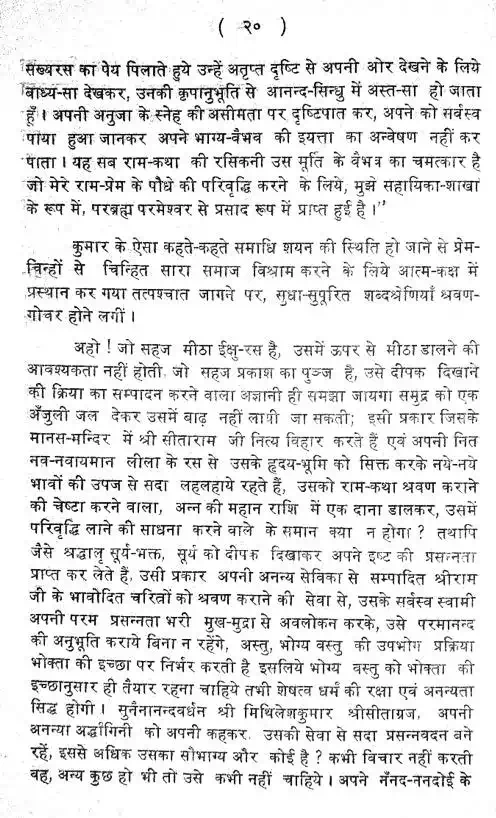 ( २० )
सख्यरस का पेय पिलाते हुये उन्हें अतृप्त दृष्टि से अपनी ओर देखने के लिये
बाध्य-सा देखकर, उनकी कृपानुभूति से आनन्द-सिन्धु में अस्त-सा हो जाता
हूँ। अपनी अनुजा के स्नेह की असीमता पर दृष्टिपात कर, अपने को सर्वस्व
पाया हुआ जानकर अपने भाग्य-वैभव की इयत्ता का अन्वेषण नहीं कर
पाता। यह सब राम-कथा की रसिकनी उस मूर्ति के वैभव का चमत्कार है
जो मेरे राम-प्रेम के पौधे की परिवृद्धि करने के लिये, मुझे सहायिका-शाखा
के रूप में, परब्रह्म परमेश्वर से प्रसाद रूप में प्राप्त हुई है।"
कुमार के ऐसा कहते-कहते समाधि शयन की स्थिति हो जाने से प्रेम-
चिन्हों से चिन्हित सारा समाज विश्राम करने के लिये आत्म-कक्ष में
प्रस्थान कर गया तत्पश्चात जागने पर, सुधा-सुपूरित शब्दश्रेणियाँ श्रवण-
गोचर होने लगीं।
अहो! जो सहज मीठा ईक्षु-रस है, उसमें ऊपर से मीठा डालने की
आवश्यकता नहीं होती. जो सहज प्रकाश का पुञ्ज है, उसे दीपक दिखाने
की क्रिया का सम्पादन करने वाला अज्ञानी ही समझा जायगा समुद्र को एक
अँजुली जल देकर उसमें बाढ़ नहीं लायी जा सकती; इसी प्रकार जिसके
मानस-मन्दिर में श्री सीताराम जी नित्य विहार करते हैं एवं अपनी नित
नव-नवायमान लीला के रस से उसके हृदय-भूमि को सिक्त करके नये-नये
भावों की उपज से सदा लहलहाये रहते हैं, उसको राम-कथा श्रवण कराने
की चेष्टा करने वाला, अन्न की महान राशि में एक दाना डालकर, उसमें
परिवृद्धि लाने की साधना करने वाले के समान क्या न होगा? तथापि
जैसे श्रद्धालु सूर्य-भक्त, सूर्य को दीपक दिखाकर अपने इष्ट की प्रसन्नता
प्राप्त कर लेते हैं, उसी प्रकार अपनी अनन्य सेविका से सम्पादित श्रीराम
जी के भावोदित चरित्रों को श्रवण कराने की सेवा से, उसके सर्वस्व स्वामी
अपनी परम प्रसन्नता भरी मुख-मुद्रा से अवलोकन करके, उसे परमानन्द
की अनुभूति कराये बिना न रहेंगे, अस्तु, भोग्य वस्तु की उपभोग प्रक्रिया
भोक्ता की इच्छा पर निर्भर करती है इसलिये भोग्य वस्तु को भोक्ता की
इच्छानुसार ही तैयार रहना चाहिये तभी शेषत्व धर्म की रक्षा एवं अनन्यता
सिद्ध होगी। सुनैनानन्दवर्धन श्री मिथिलेशकुमार श्रीसीताग्रज, अपनी
अनन्या अर्द्धांगिनी को अपनी कहकर. उसकी सेवा से सदा प्रसन्नवदन बने
रहें, इससे अधिक उसका सौभाग्य और कोई है? कभी विचार नहीं करती
वह, अन्य कुछ हो भी तो उसे कभी नहीं चाहिये। अपने नँनद-ननदोई के